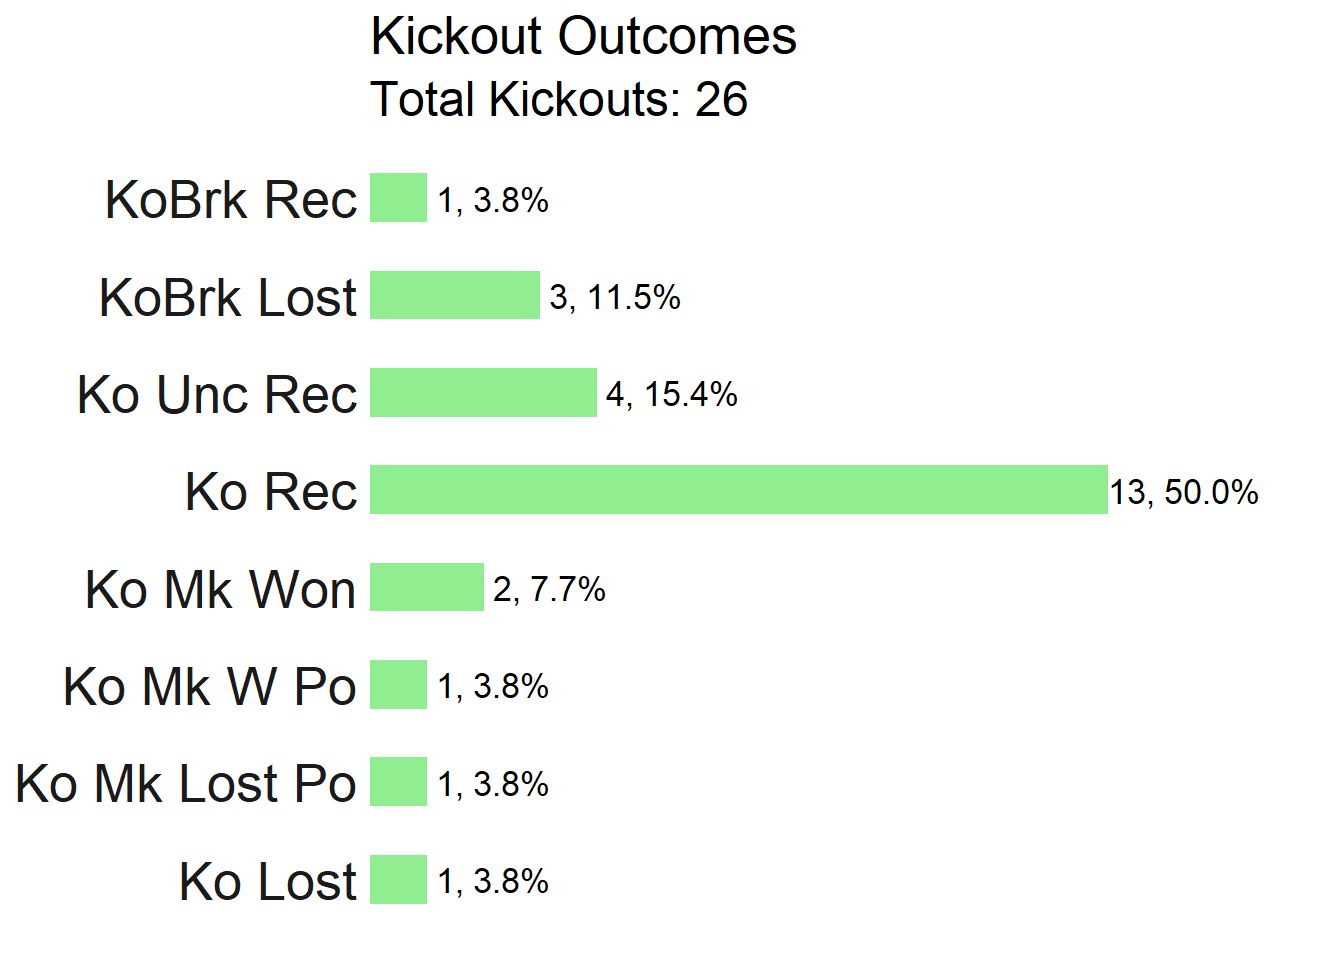 Kickout Outcomes
Total Kickouts: 26
KoBrk Rec 1, 3.8%
KoBrk Lost 3, 11.5%
Ko Unc Rec 4, 15.4%
Ko Rec 13, 50.0%
Ko Mk Won 2, 7.7%
Ko Mk W Po 1, 3.8%
Ko Mk Lost Po 1, 3.8%
Ko Lost 1, 3.8%